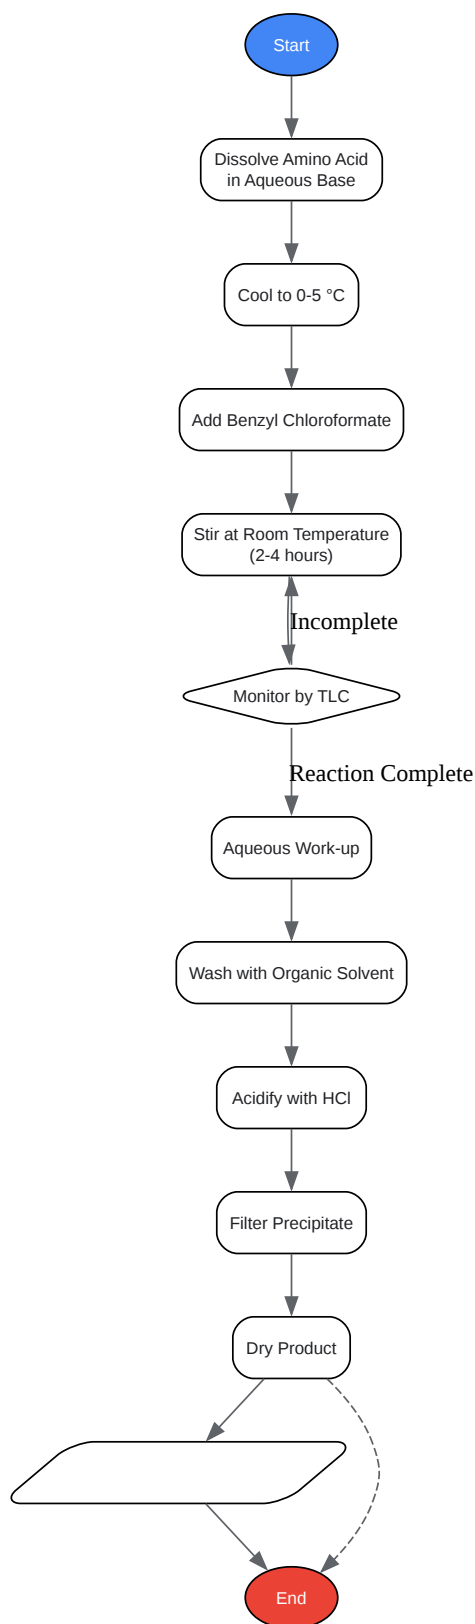 Start
Dissolve Amino Acid
in Aqueous Base
Cool to 0-5 °C
Add Benzyl Chloroformate
Stir at Room Temperature
(2-4 hours)
Incomplete
Monitor by TLC
Reaction Complete
Aqueous Work-up
Wash with Organic Solvent
Acidify with HCl
Filter Precipitate
Dry Product
End